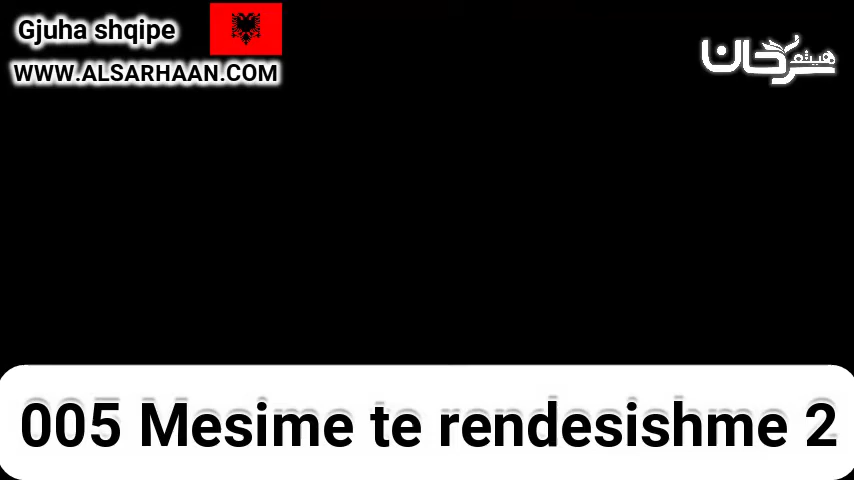 Gjuha shqipe
WWW.ALSARHAAN.COM
هيثم سرحان
005 Mesime te rendesishme 2